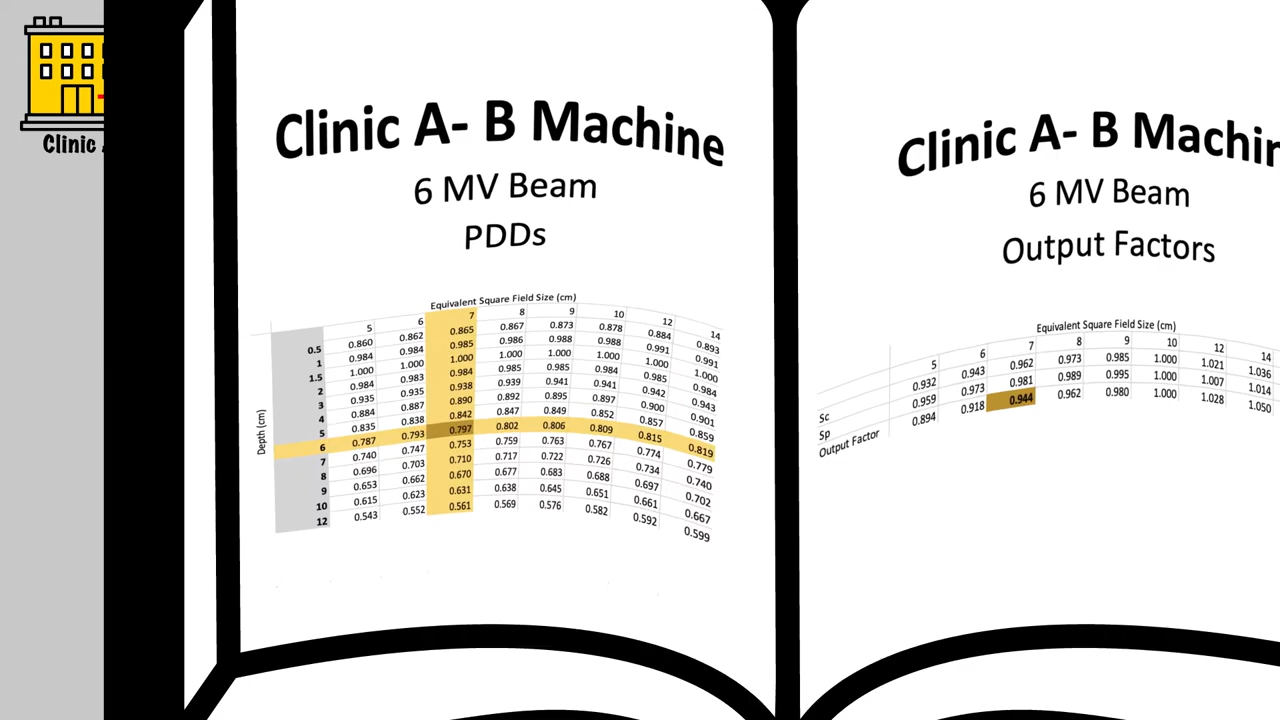 Clinic
Clinic A- B Machine
6 MV Beam
PDDs
Equivalent Square Field Size (cm)
5 6 7 8 9 10 12 14
Depth (cm)
0.5 0.860 0.862 0.865 0.867 0.873 0.878 0.884 0.893
1 0.984 0.984 0.985 0.986 0.988 0.988 0.991 0.991
1.5 1.000 1.000 1.000 1.000 1.000 1.000 1.000 1.000
2 0.984 0.983 0.984 0.985 0.985 0.984 0.985 0.984
3 0.935 0.935 0.938 0.939 0.941 0.941 0.942 0.943
4 0.884 0.887 0.890 0.892 0.895 0.897 0.900 0.901
5 0.835 0.838 0.842 0.847 0.849 0.852 0.857 0.859
6 0.787 0.793 0.797 0.802 0.806 0.809 0.815 0.819
7 0.740 0.747 0.753 0.759 0.763 0.767 0.774 0.779
8 0.696 0.703 0.710 0.717 0.722 0.726 0.734 0.740
9 0.653 0.662 0.670 0.677 0.683 0.688 0.697 0.702
10 0.615 0.623 0.631 0.638 0.645 0.651 0.661 0.667
12 0.543 0.552 0.561 0.569 0.576 0.582 0.592 0.599
Clinic A- B Machin
6 MV Beam
Output Factors
Equivalent Square Field Size (cm)
5 6 7 8 9 10 12 14
Sc 0.932 0.943 0.962 0.973 0.985 1.000 1.021 1.036
Sp 0.959 0.973 0.981 0.989 0.995 1.000 1.007 1.014
Output Factor 0.894 0.918 0.944 0.962 0.980 1.000 1.028 1.050